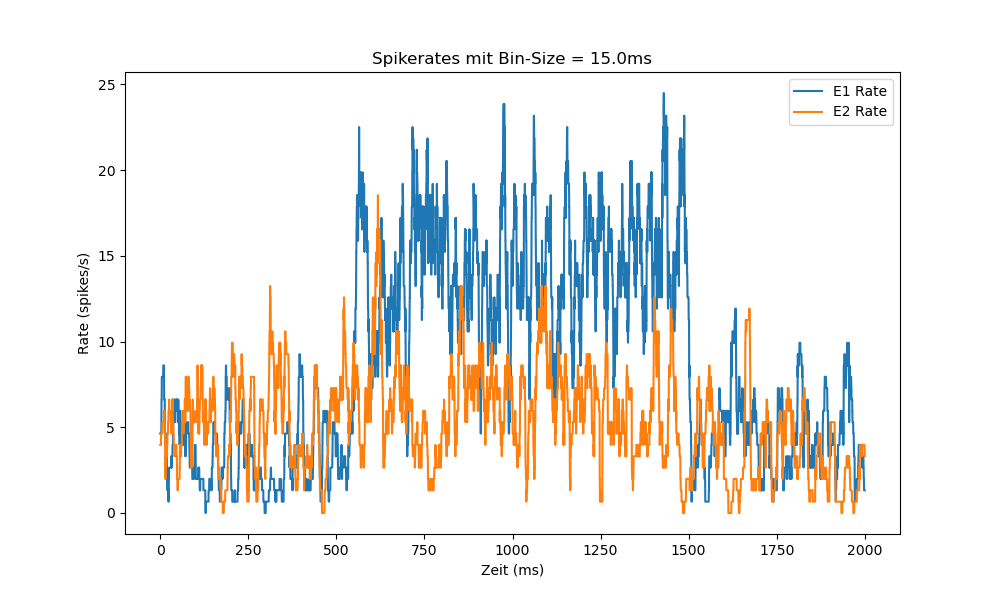 Spikerates mit Bin-Size = 15.0ms
E1 Rate
E2 Rate
25
20
15
10
5
0
Rate (spikes/s)
0 250 500 750 1000 1250 1500 1750 2000
Zeit (ms)